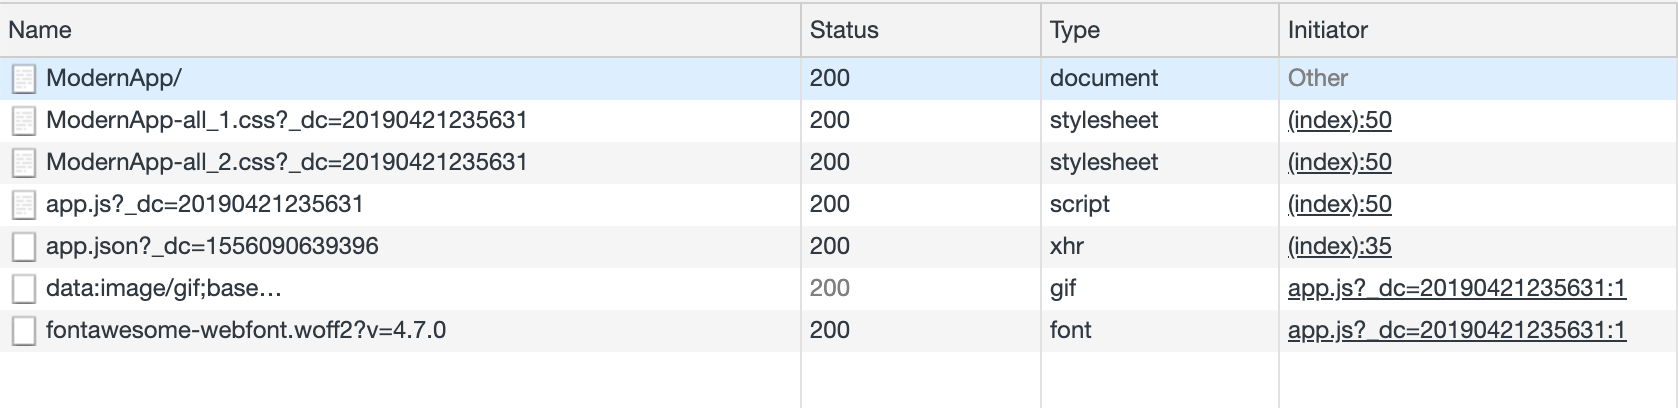 Name Status Type Initiator
ModernApp/ 200 document Other
ModernApp-all_1.css?_dc=20190421235631 200 stylesheet (index):50
ModernApp-all_2.css?_dc=20190421235631 200 stylesheet (index):50
app.js?_dc=20190421235631 200 script (index):50
app.json?_dc=1556090639396 200 xhr (index):35
data:image/gif;base… 200 gif app.js?_dc=20190421235631:1
fontawesome-webfont.woff2?v=4.7.0 200 font app.js?_dc=20190421235631:1